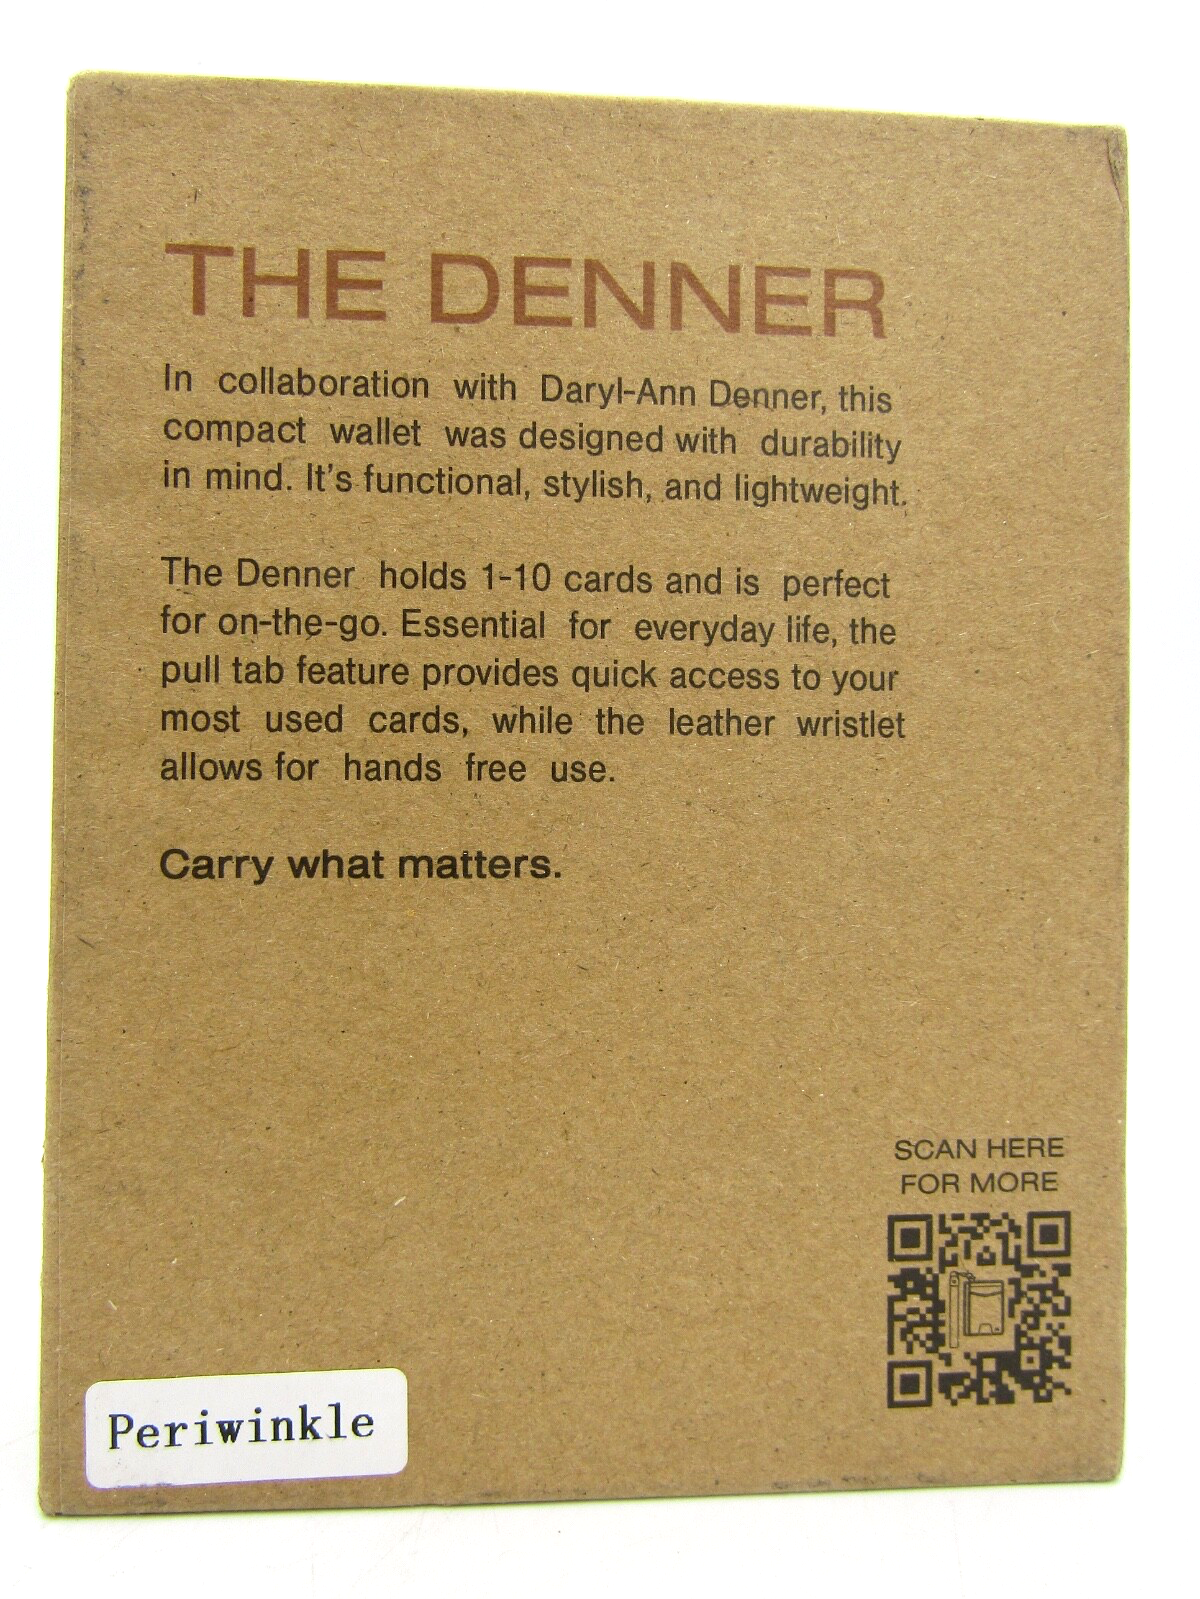 THE DENNER
In collaboration with Daryl-Ann Denner, this
compact wallet was designed with durability
in mind. It's functional, stylish, and lightweight.
The Denner holds 1-10 cards and is perfect
for on-the-go. Essential for everyday life, the
pull tab feature provides quick access to your
most used cards, while the leather wristlet
allows for hands free use.
Carry what matters.
SCAN HERE
FOR MORE
Periwinkle